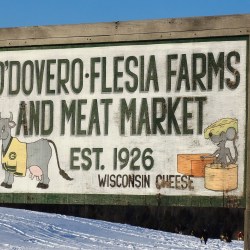 O'DOVERO·FLESIA FARMS
AND MEAT MARKET
EST. 1926
WISCONSIN CHEESE